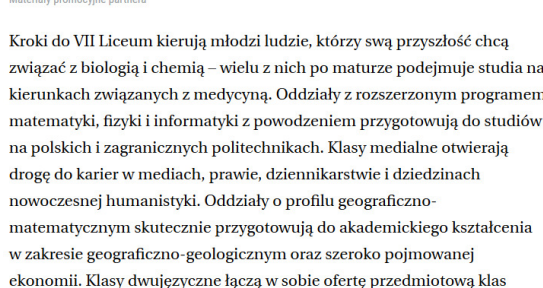 Materiały promocyjne partnera
Kroki do VII Liceum kierują młodzi ludzie, którzy swą przyszłość chcą
związać z biologią i chemią – wielu z nich po maturze podejmuje studia na
kierunkach związanych z medycyną. Oddziały z rozszerzonym programem
matematyki, fizyki i informatyki z powodzeniem przygotowują do studiów
na polskich i zagranicznych politechnikach. Klasy medialne otwierają
drogę do karier w mediach, prawie, dziennikarstwie i dziedzinach
nowoczesnej humanistyki. Oddziały o profilu geograficzno-
matematycznym skutecznie przygotowują do akademickiego kształcenia
w zakresie geograficzno-geologicznym oraz szeroko pojmowanej
ekonomii. Klasy dwujęzyczne łączą w sobie ofertę przedmiotową klas